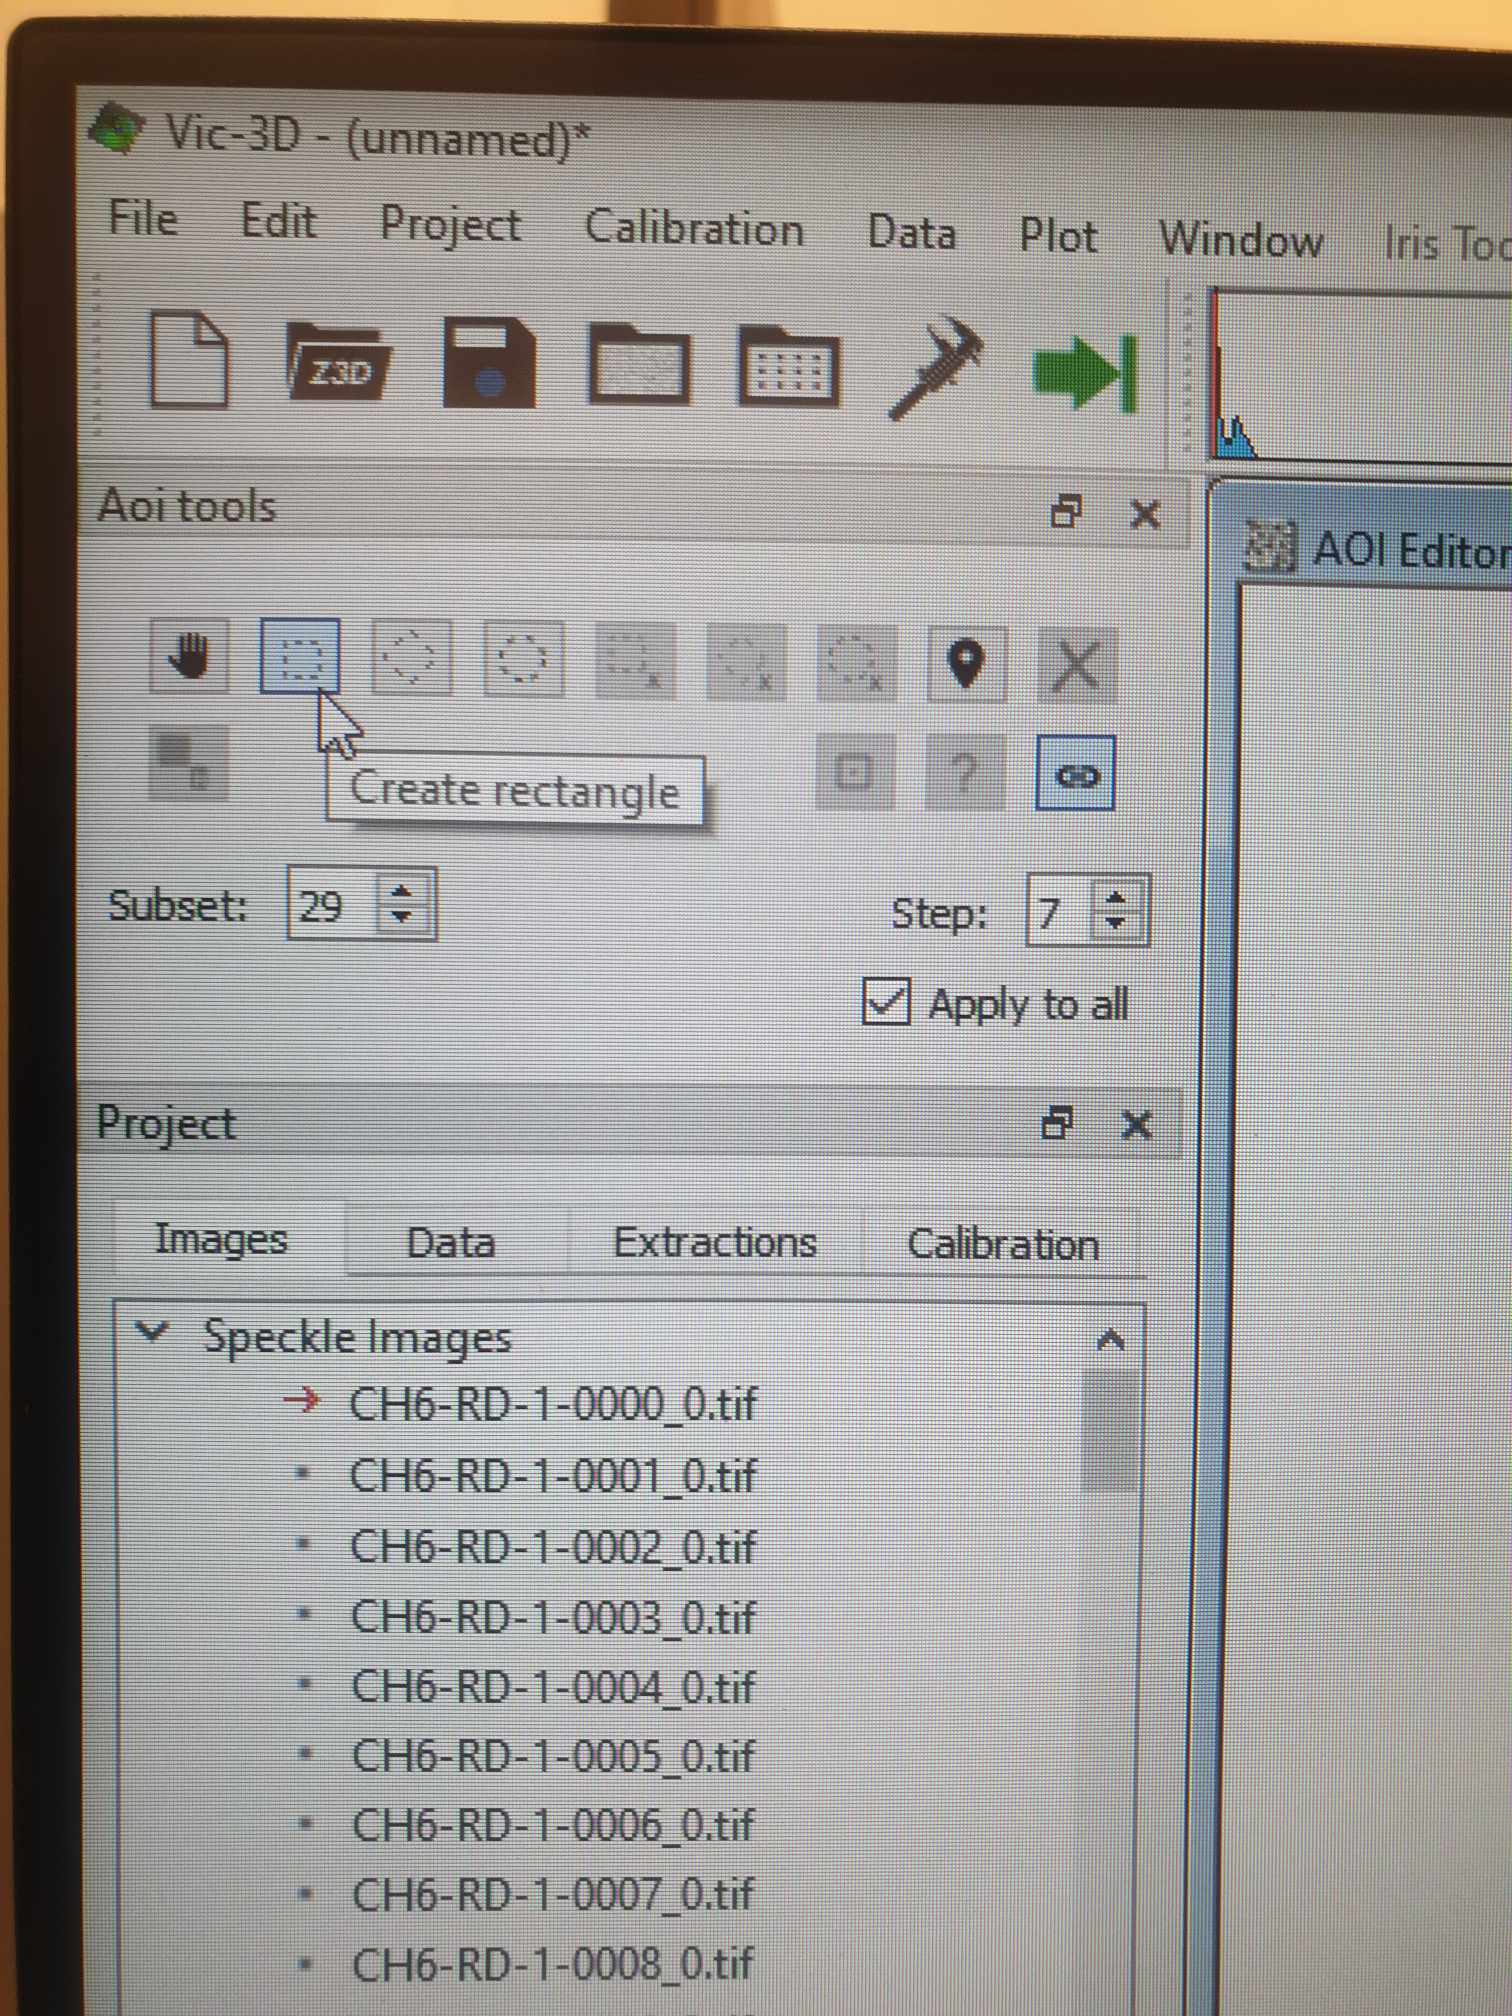 Vic-3D - (unnamed)*
File Edit Project Calibration Data Plot Window Iris
Z3D
Aoi tools
AOI Editor
?
Create rectangle
Subset: 29 Step: 7
Apply to all
Project
Images Data Extractions Calibration
Speckle Images
CH6-RD-1-0000_0.tif
CH6-RD-1-0001_0.tif
CH6-RD-1-0002_0.tif
CH6-RD-1-0003_0.tif
CH6-RD-1-0004_0.tif
CH6-RD-1-0005_0.tif
CH6-RD-1-0006_0.tif
CH6-RD-1-0007_0.tif
CH6-RD-1-0008_0.tif